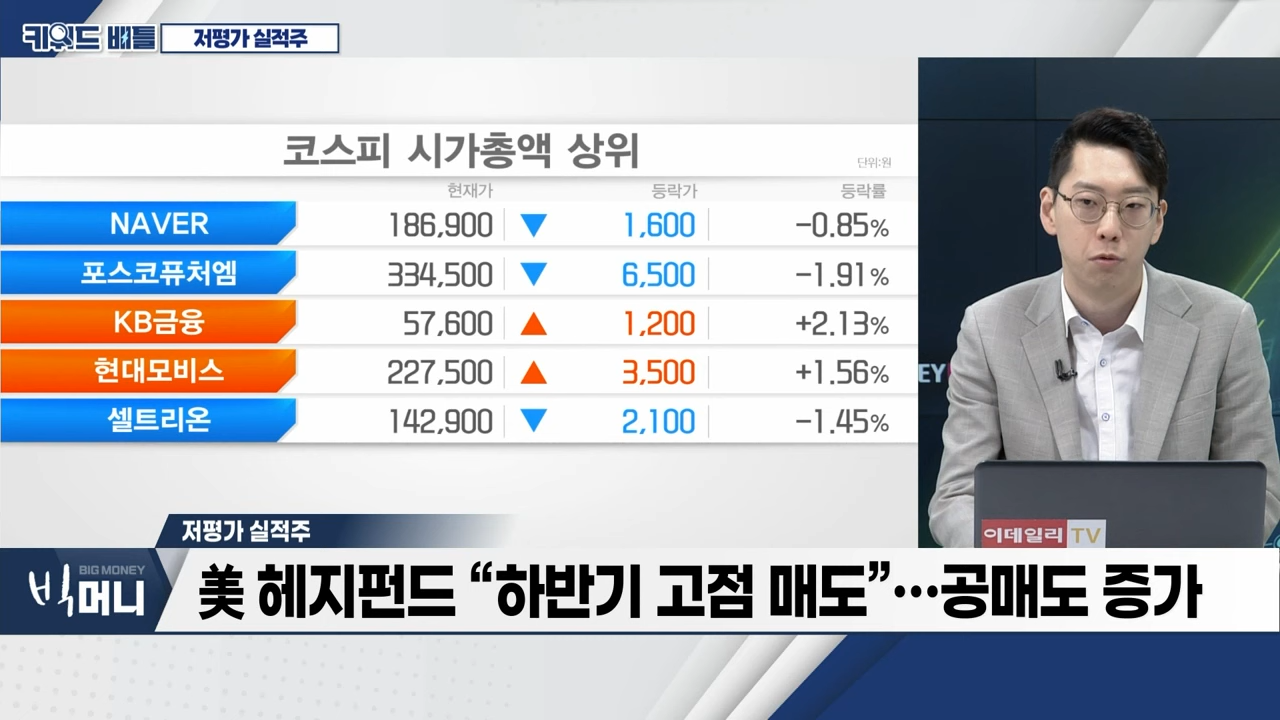 키워드 배틀 저평가 실적주
코스피 시가총액 상위
단위:원
현재가 등락가 등락률
NAVER 186,900 ▼ 1,600 -0.85%
포스코퓨처엠 334,500 ▼ 6,500 -1.91%
KB금융 57,600 ▲ 1,200 +2.13%
현대모비스 227,500 ▲ 3,500 +1.56%
셀트리온 142,900 ▼ 2,100 -1.45%
EY
이데일리 TV
저평가 실적주
BIG MONEY
빅머니
美 헤지펀드 “하반기 고점 매도”…공매도 증가